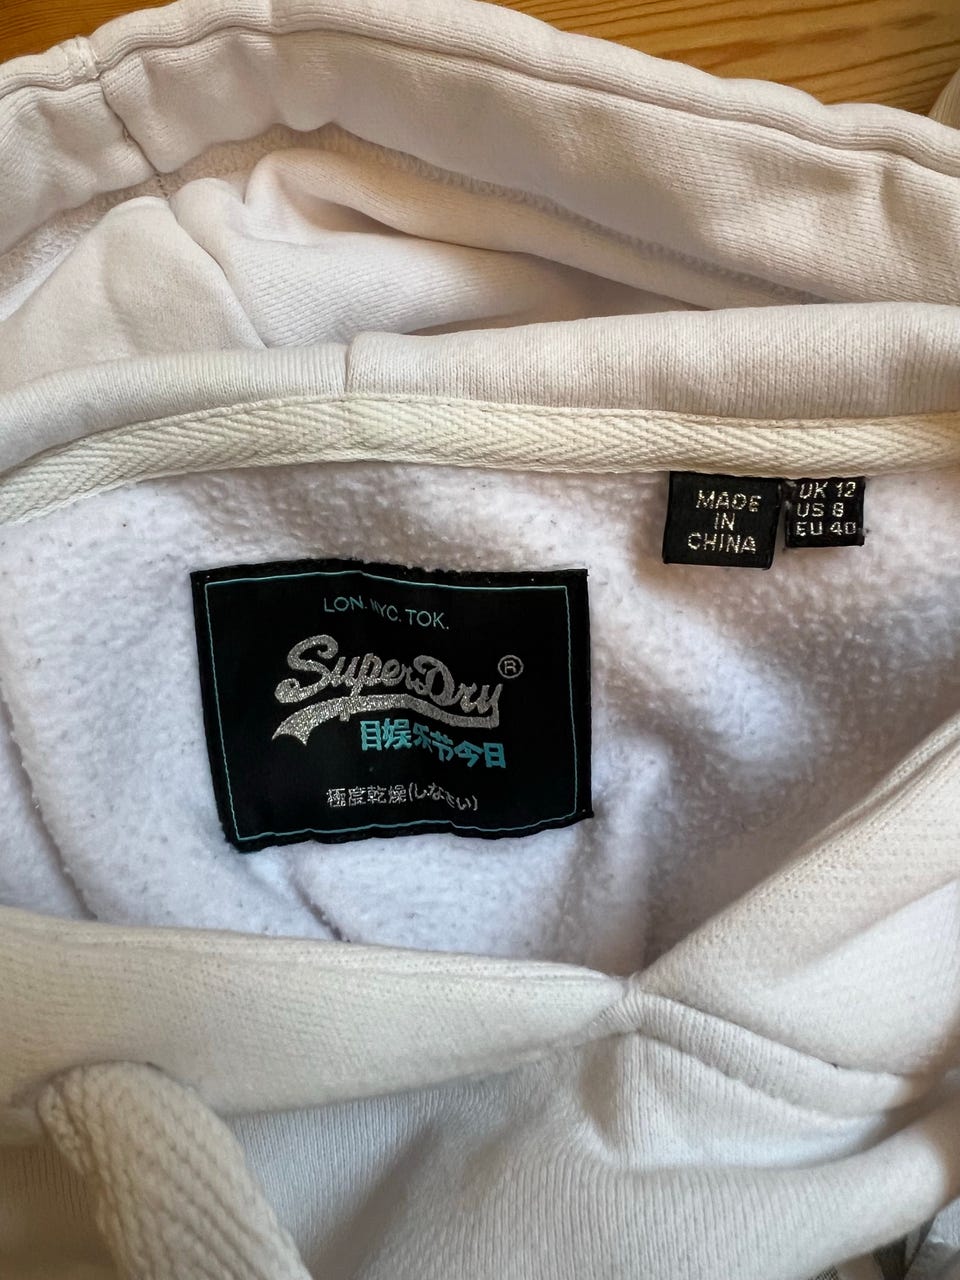 LON. NYC. TOK.
SuperDry®
目娱乐节今日
極度乾燥(しなさい)
MADE
IN
CHINA
UK 12
US 8
EU 40